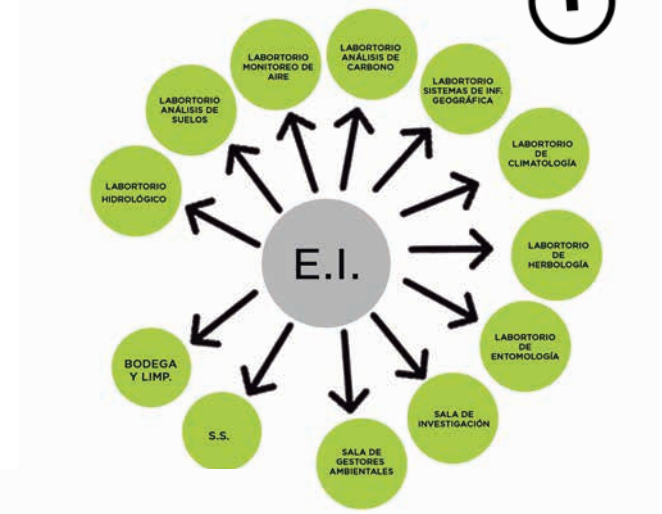 LABORTORIO
ANÁLISIS DE
CARBONO
LABORTORIO
MONITOREO DE
AIRE
LABORTORIO
SISTEMAS DE INF.
GEOGRÁFICA
LABORTORIO
ANÁLISIS DE
SUELOS
LABORTORIO
DE
CLIMATOLOGÍA
LABORTORIO
HIDROLÓGICO
E.I.
LABORTORIO
DE
HERBOLOGÍA
LABORTORIO
DE
ENTOMOLOGÍA
BODEGA
Y LIMP.
SALA DE
INVESTIGACIÓN
S.S.
SALA DE
GESTORES
AMBIENTALES